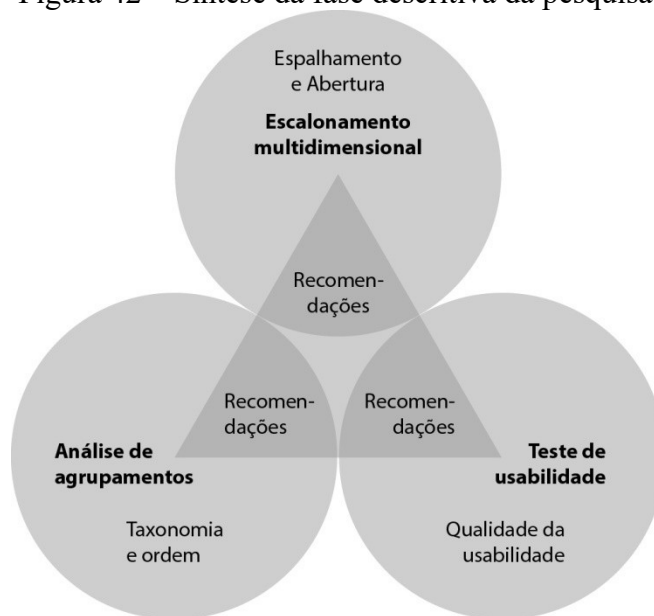 Figura 42 – Síntese da fase descritiva da pesquisa
Espalhamento
e Abertura
Escalonamento
multidimensional
Recomen-
dações
Recomen-
dações
Recomen-
dações
Análise de
agrupamentos
Teste de
usabilidade
Taxonomia
e ordem
Qualidade da
usabilidade